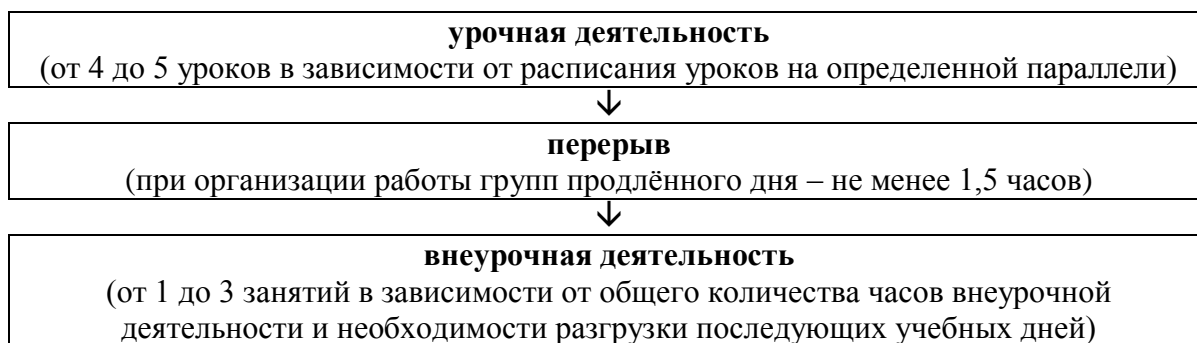 урочная деятельность
(от 4 до 5 уроков в зависимости от расписания уроков на определенной параллели)
↓
перерыв
(при организации работы групп продлённого дня – не менее 1,5 часов)
↓
внеурочная деятельность
(от 1 до 3 занятий в зависимости от общего количества часов внеурочной
деятельности и необходимости разгрузки последующих учебных дней)